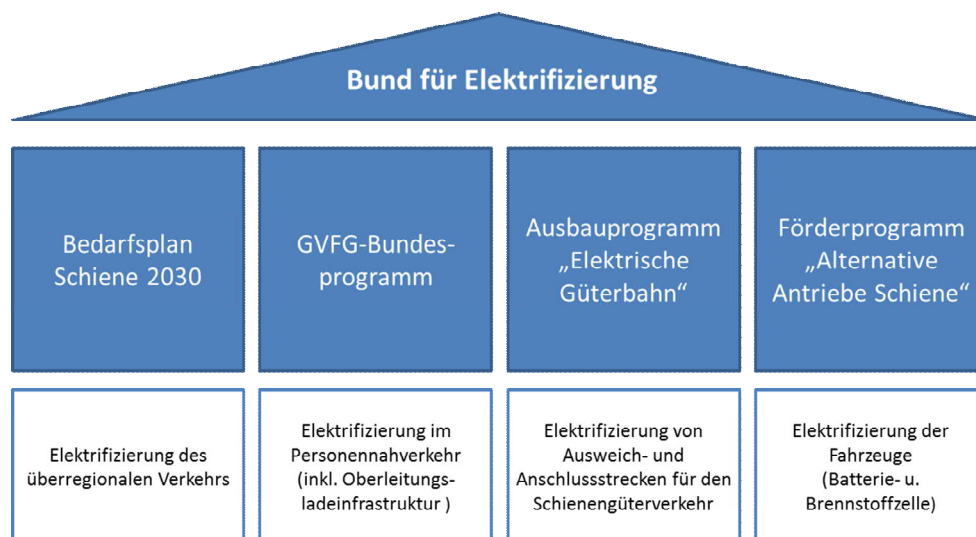 Bund für Elektrifizierung
Bedarfsplan
Schiene 2030
GVFG-Bundes-
programm
Ausbauprogramm
„Elektrische
Güterbahn“
Förderprogramm
„Alternative
Antriebe Schiene“
Elektrifizierung des
überregionalen Verkehrs
Elektrifizierung im
Personennahverkehr
(inkl. Oberleitungs-
ladeinfrastruktur )
Elektrifizierung von
Ausweich- und
Anschlussstrecken für den
Schienengüterverkehr
Elektrifizierung der
Fahrzeuge
(Batterie- u.
Brennstoffzelle)